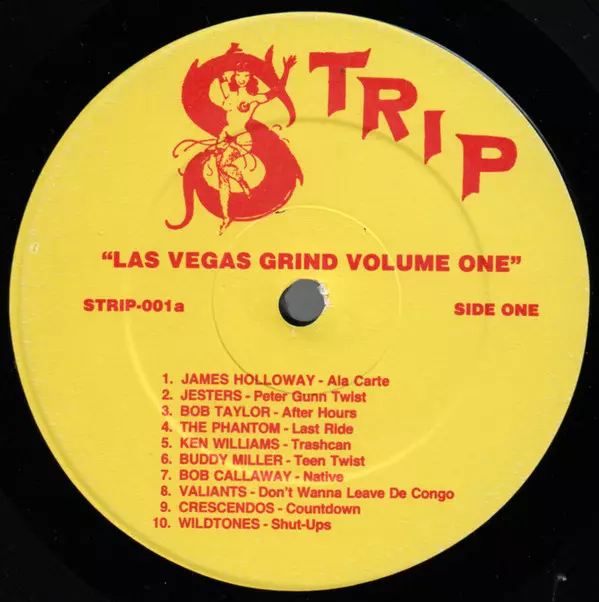 STRIP
"LAS VEGAS GRIND VOLUME ONE"
STRIP-001a SIDE ONE
1. JAMES HOLLOWAY - Ala Carte
2. JESTERS - Peter Gunn Twist
3. BOB TAYLOR - After Hours
4. THE PHANTOM - Last Ride
5. KEN WILLIAMS - Trashcan
6. BUDDY MILLER - Teen Twist
7. BOB CALLAWAY - Native
8. VALIANTS - Don't Wanna Leave De Congo
9. CRESCENDOS - Countdown
10. WILDTONES - Shut-Ups